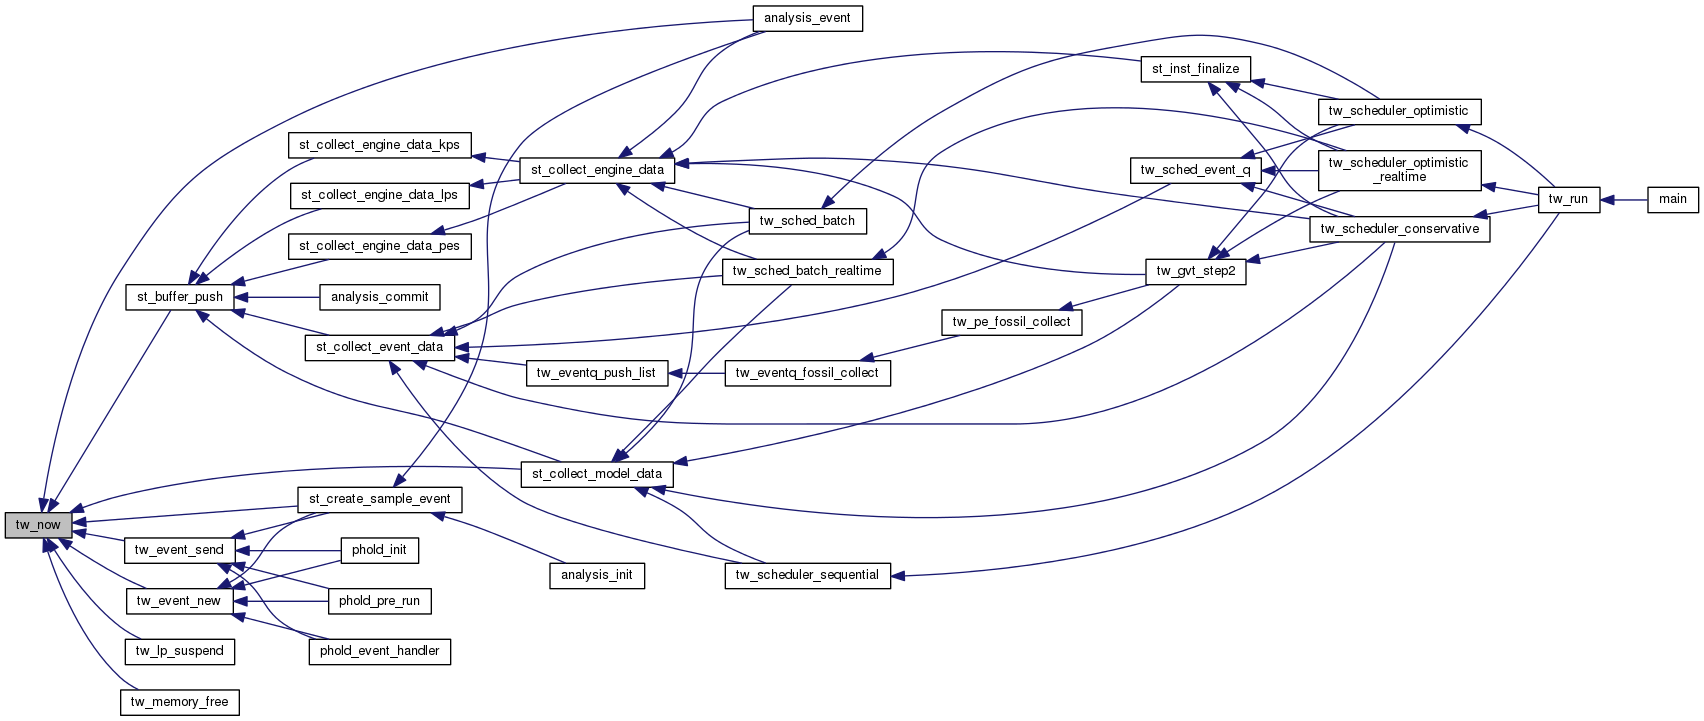 analysis_event
st_inst_finalize
tw_scheduler_optimistic
st_collect_engine_data_kps
st_collect_engine_data
tw_sched_event_q
tw_scheduler_optimistic
_realtime
st_collect_engine_data_lps
tw_run
main
tw_sched_batch
tw_scheduler_conservative
st_collect_engine_data_pes
tw_sched_batch_realtime
tw_gvt_step2
st_buffer_push
analysis_commit
tw_pe_fossil_collect
st_collect_event_data
tw_eventq_push_list
tw_eventq_fossil_collect
st_collect_model_data
st_create_sample_event
tw_now
tw_event_send
phold_init
analysis_init
tw_scheduler_sequential
tw_event_new
phold_pre_run
tw_lp_suspend
phold_event_handler
tw_memory_free